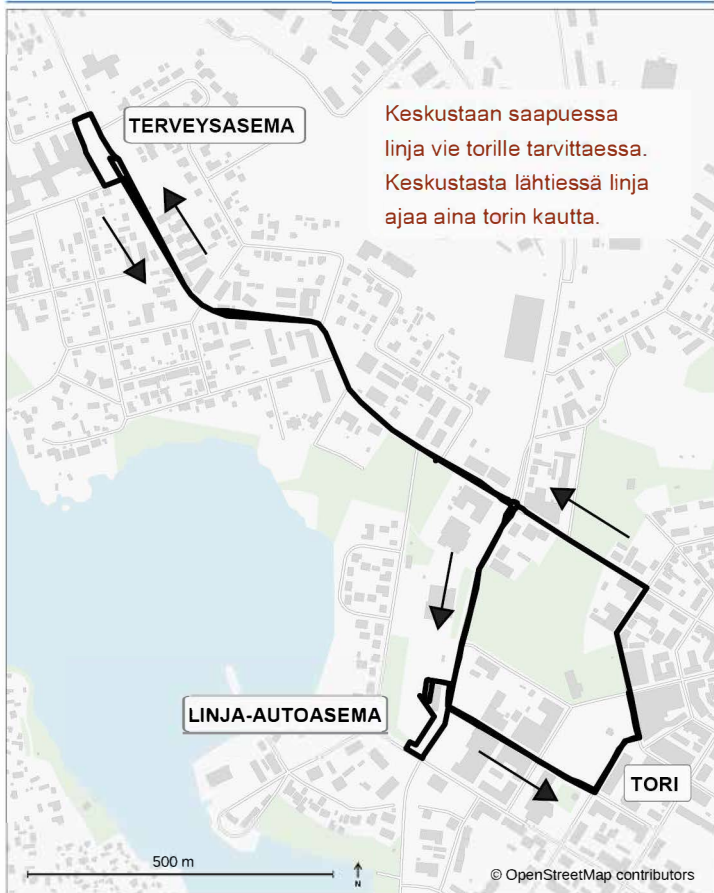 TERVEYSASEMA
Keskustaan saapuessa
linja vie torille tarvittaessa.
Keskustasta lähtiessä linja
ajaa aina torin kautta.
LINJA-AUTOASEMA
TORI
500 m
N
© OpenStreetMap contributors